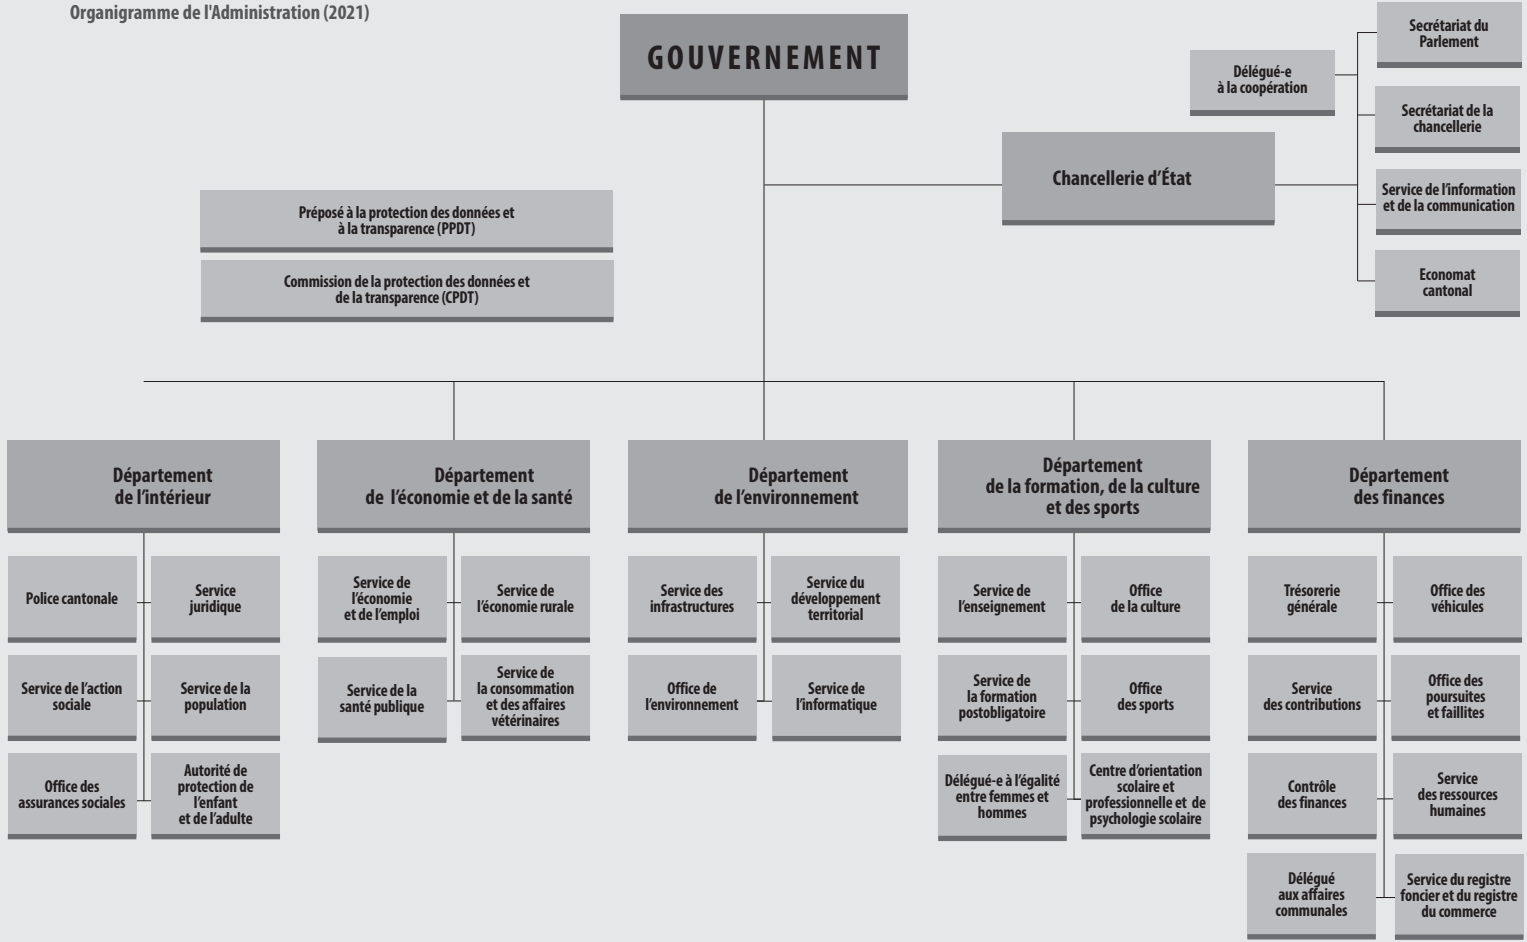 Organigramme de l'Administration (2021)
GOUVERNEMENT
Secrétariat du
Parlement
Délégué-e
à la coopération
Secrétariat de la
chancellerie
Chancellerie d'État
Service de l'information
et de la communication
Economat
cantonal
Préposé à la protection des données et
à la transparence (PPDT)
Commission de la protection des données et
de la transparence (CPDT)
Département
de l'intérieur
Département
de l'économie et de la santé
Département
de l'environnement
Département
de la formation, de la culture
et des sports
Département
des finances
Police cantonale
Service
juridique
Service de l'action
sociale
Service de la
population
Office des
assurances sociales
Autorité de
protection de
l'enfant
et de l'adulte
Service de
l'économie
et de l'emploi
Service de
l'économie rurale
Service de la
santé publique
Service de
la consommation
et des affaires
vétérinaires
Service des
infrastructures
Service du
développement
territorial
Office de
l'environnement
Service de
l'informatique
Service de
l'enseignement
Office
de la culture
Service de
la formation
postobligatoire
Office
des sports
Délégué-e à l'égalité
entre femmes et
hommes
Centre d'orientation
scolaire et
professionnelle et de
psychologie scolaire
Trésorerie
générale
Office des
véhicules
Service
des contributions
Office des
poursuites
et faillites
Contrôle
des finances
Service
des ressources
humaines
Délégué
aux affaires
communales
Service du registre
foncier et du registre
du commerce